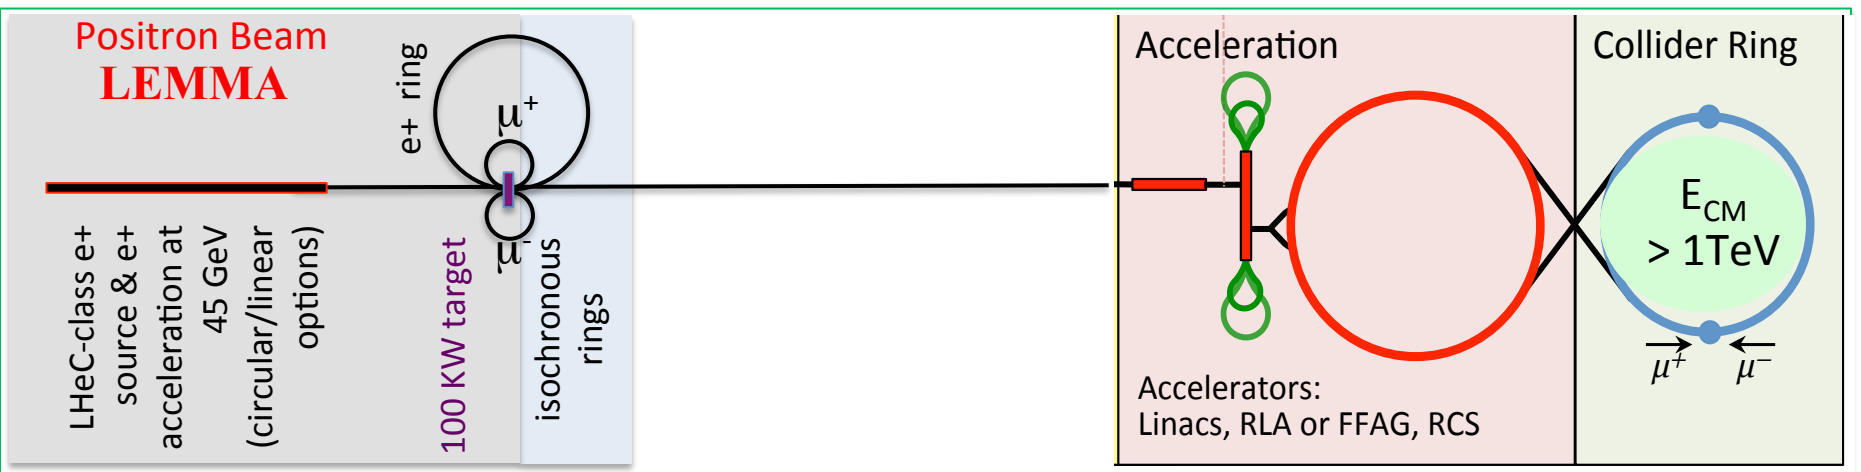 Positron Beam
LEMMA
e+ ring
μ⁺
μ⁻
LHeC-class e+
source & e+
acceleration at
45 GeV
(circular/linear
options)
100 KW target
isochronous
rings
Acceleration
Accelerators:
Linacs, RLA or FFAG, RCS
Collider Ring
E_CM
> 1TeV
μ⁺ μ⁻